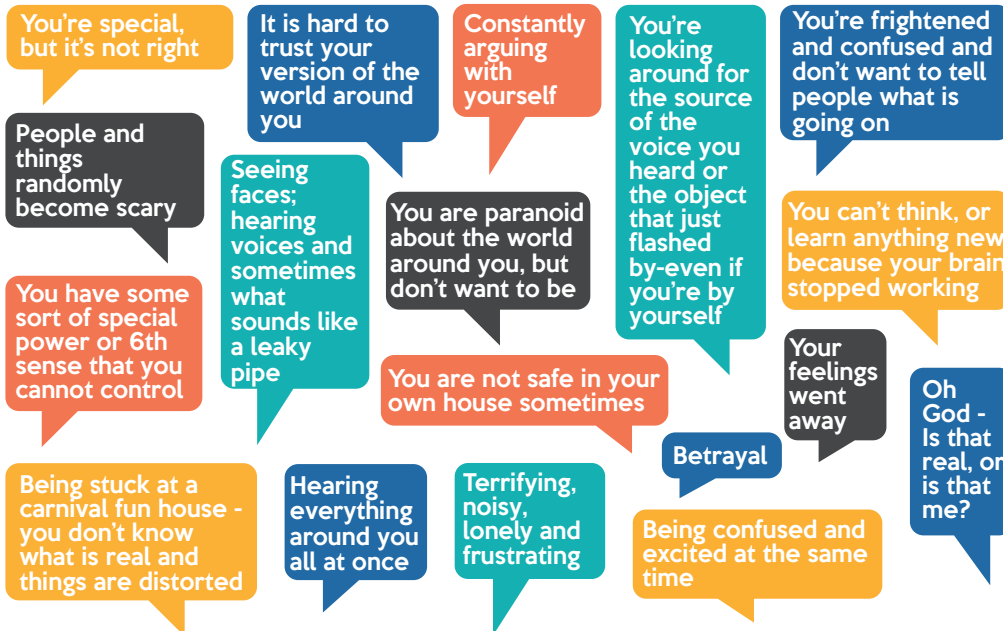 You're special,
but it's not right
It is hard to
trust your
version of the
world around
you
Constantly
arguing
with
yourself
You're
looking
around for
the source
of the
voice you
heard or
the object
that just
flashed
by-even if
you're by
yourself
You're frightened
and confused and
don't want to tell
people what is
going on
People and
things
randomly
become scary
Seeing
faces;
hearing
voices and
sometimes
what
sounds like
a leaky
pipe
You are paranoid
about the world
around you, but
don't want to be
You can't think, or
learn anything new
because your brain
stopped working
You have some
sort of special
power or 6th
sense that you
cannot control
You are not safe in your
own house sometimes
Your
feelings
went
away
Oh
God -
Is that
real, or
is that
me?
Betrayal
Being stuck at a
carnival fun house -
you don't know
what is real and
things are distorted
Hearing
everything
around you
all at once
Terrifying,
noisy,
lonely and
frustrating
Being confused and
excited at the same
time